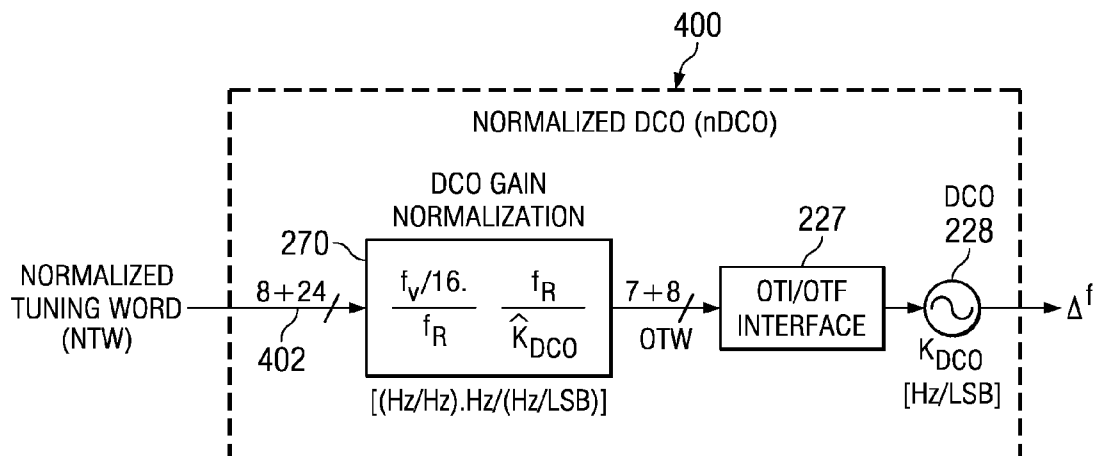 400
NORMALIZED DCO (nDCO)
DCO GAIN
NORMALIZATION
270
227
DCO
228
NORMALIZED
TUNING WORD
(NTW)
8+24
402
f_V/16.
f_R
f_R
K̂_DCO
7+8
OTW
OTI/OTF
INTERFACE
Δf
K_DCO
[Hz/LSB]
[(Hz/Hz).Hz/(Hz/LSB)]